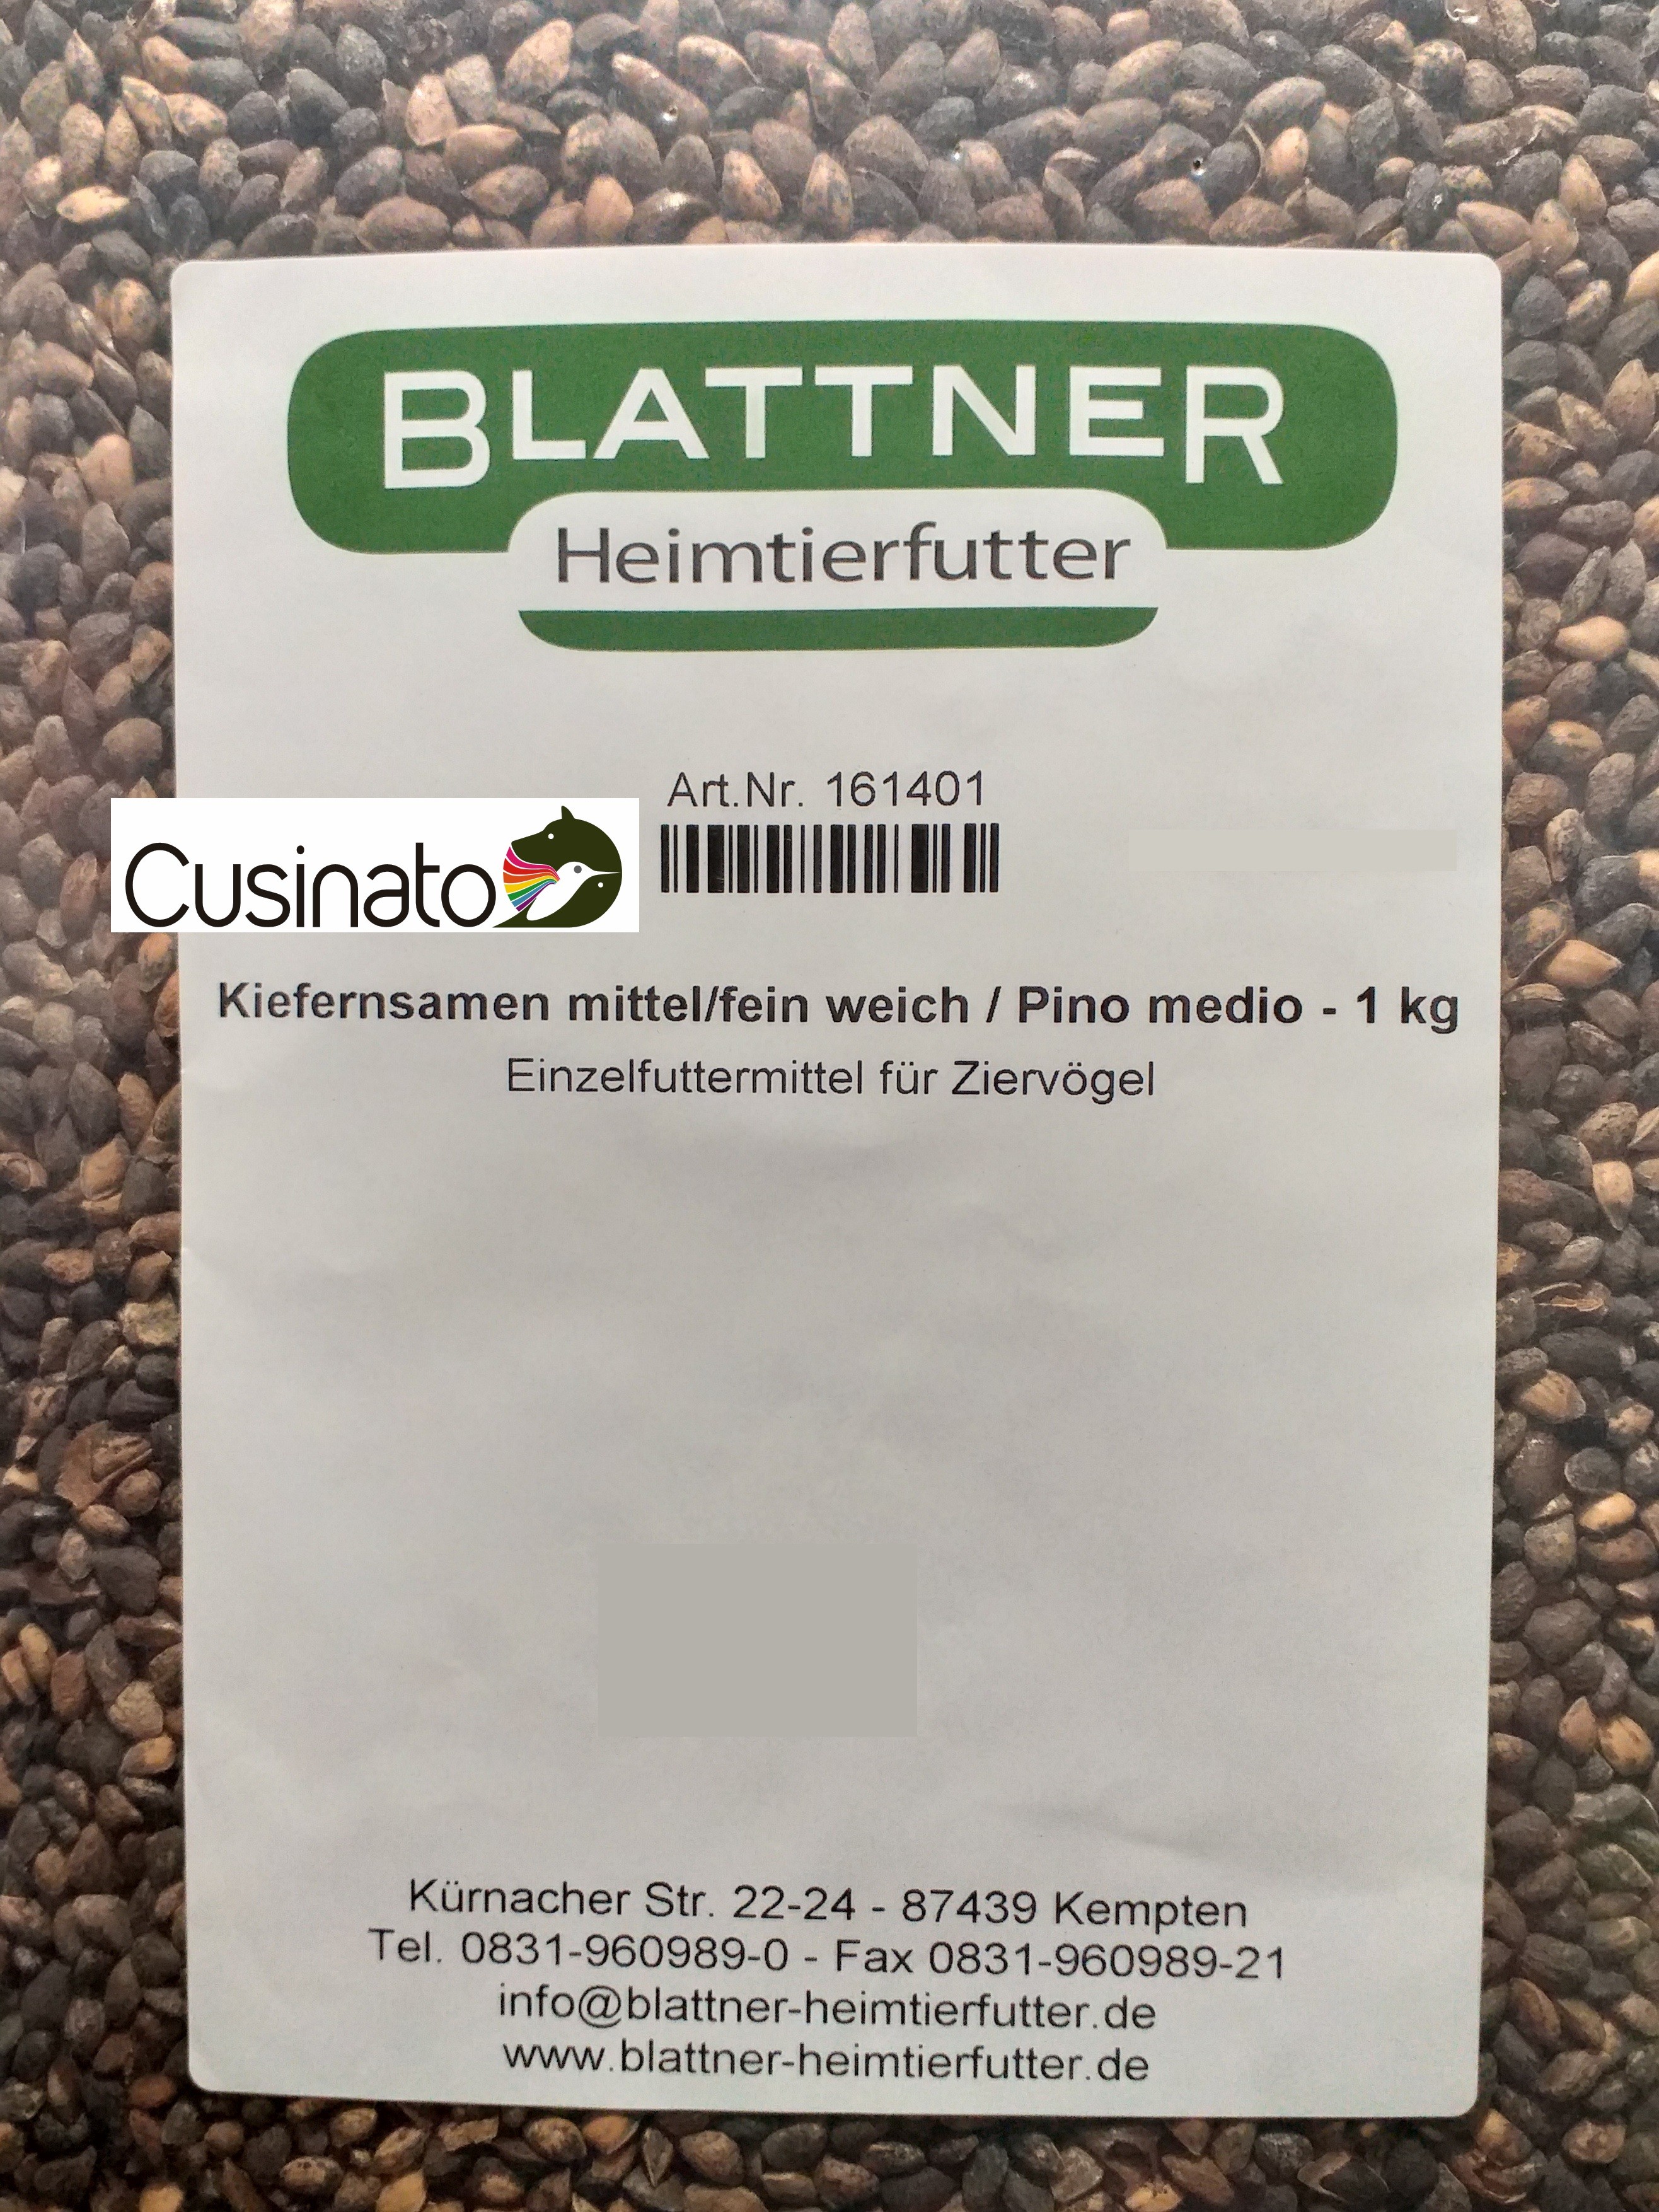 BLATTNER
Heimtierfutter
Art.Nr. 161401
Cusinato
Kiefernsamen mittel/fein weich / Pino medio - 1 kg
Einzelfuttermittel für Ziervögel
Kürnacher Str. 22-24 - 87439 Kempten
Tel. 0831-960989-0 - Fax 0831-960989-21
info@blattner-heimtierfutter.de
www.blattner-heimtierfutter.de